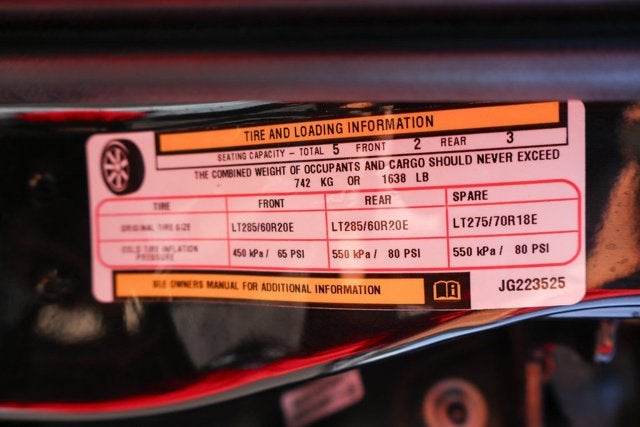 TIRE AND LOADING INFORMATION
SEATING CAPACITY - TOTAL 5 FRONT 2 REAR 3
THE COMBINED WEIGHT OF OCCUPANTS AND CARGO SHOULD NEVER EXCEED
742 KG OR 1638 LB
TIRE FRONT REAR SPARE
ORIGINAL TIRE SIZE LT285/60R20E LT285/60R20E LT275/70R18E
COLD TIRE INFLATION PRESSURE 450 kPa / 65 PSI 550 kPa / 80 PSI 550 kPa / 80 PSI
SEE OWNERS MANUAL FOR ADDITIONAL INFORMATION JG223525